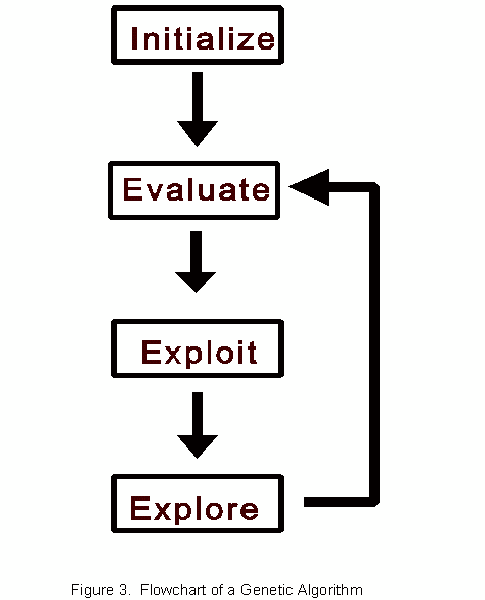 Initialize
Evaluate
Exploit
Explore
Figure 3. Flowchart of a Genetic Algorithm